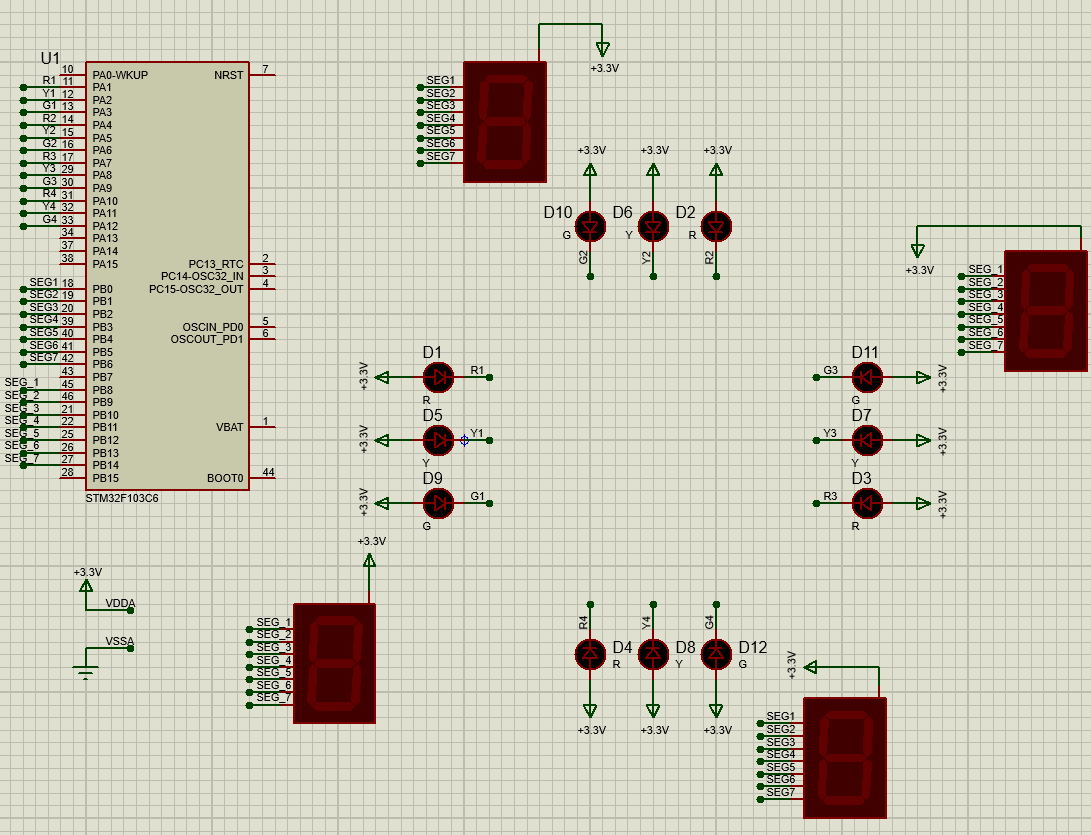 U1
10 PA0-WKUP NRST 7
R1 11 PA1
Y1 12 PA2
G1 13 PA3
R2 14 PA4
Y2 15 PA5
G2 16 PA6
R3 17 PA7
Y3 29 PA8
G3 30 PA9
R4 31 PA10
Y4 32 PA11
G4 33 PA12
34 PA13
37 PA14
38 PA15 PC13_RTC 2
PC14-OSC32_IN 3
SEG1 18 PB0 PC15-OSC32_OUT 4
SEG2 19 PB1
SEG3 20 PB2
SEG4 39 PB3 OSCIN_PD0 5
SEG5 40 PB4 OSCOUT_PD1 6
SEG6 41 PB5
SEG7 42 PB6
43 PB7
SEG_1 45 PB8
SEG_2 46 PB9
SEG_3 21 PB10
SEG_4 22 PB11 VBAT 1
SEG_5 25 PB12
SEG_6 26 PB13
SEG_7 27 PB14
28 PB15 BOOT0 44
STM32F103C6
+3.3V
SEG1
SEG2
SEG3
SEG4
SEG5
SEG6
SEG7
+3.3V +3.3V +3.3V
D10 D6 D2
G Y R
G2 Y2 R2
+3.3V
SEG_1
SEG_2
SEG_3
SEG_4
SEG_5
SEG_6
SEG_7
D1
+3.3V R1
R
D5
+3.3V Y1
Y
D9
+3.3V G1
G
D11
G3 +3.3V
G
D7
Y3 +3.3V
Y
D3
R3 +3.3V
R
+3.3V
VDDA
VSSA
+3.3V
SEG_1
SEG_2
SEG_3
SEG_4
SEG_5
SEG_6
SEG_7
R4 Y4 G4
D4 D8 D12
R Y G
+3.3V +3.3V +3.3V
+3.3V
SEG1
SEG2
SEG3
SEG4
SEG5
SEG6
SEG7